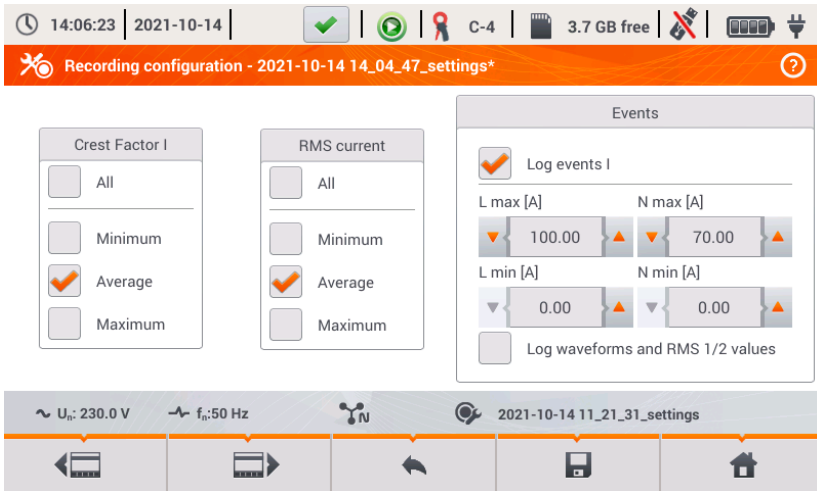 14:06:23 2021-10-14 C-4 3.7 GB free
Recording configuration - 2021-10-14 14_04_47_settings* ?
Crest Factor I
All
Minimum
Average
Maximum
RMS current
All
Minimum
Average
Maximum
Events
Log events I
L max [A] N max [A]
100.00 70.00
L min [A] N min [A]
0.00 0.00
Log waveforms and RMS 1/2 values
Uₙ: 230.0 V fₙ:50 Hz N 2021-10-14 11_21_31_settings